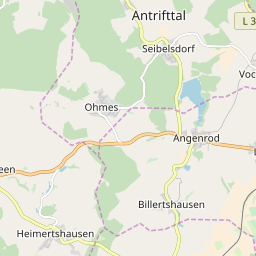 Antrifttal
L 3
Seibelsdorf
Voc
Ohmes
Angenrod
een
Billertshausen
Heimertshausen